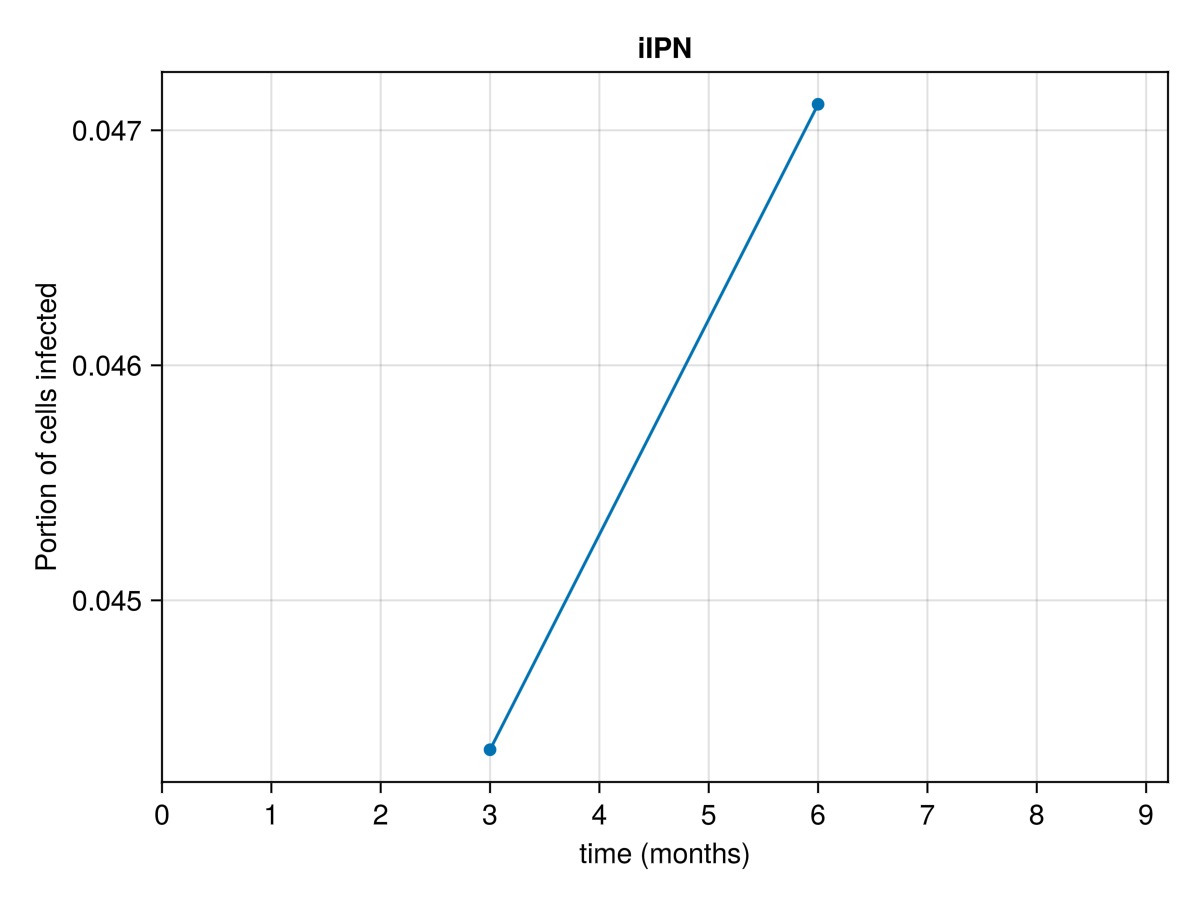 iIPN
Portion of cells infected
0.047
0.046
0.045
0 1 2 3 4 5 6 7 8 9
time (months)